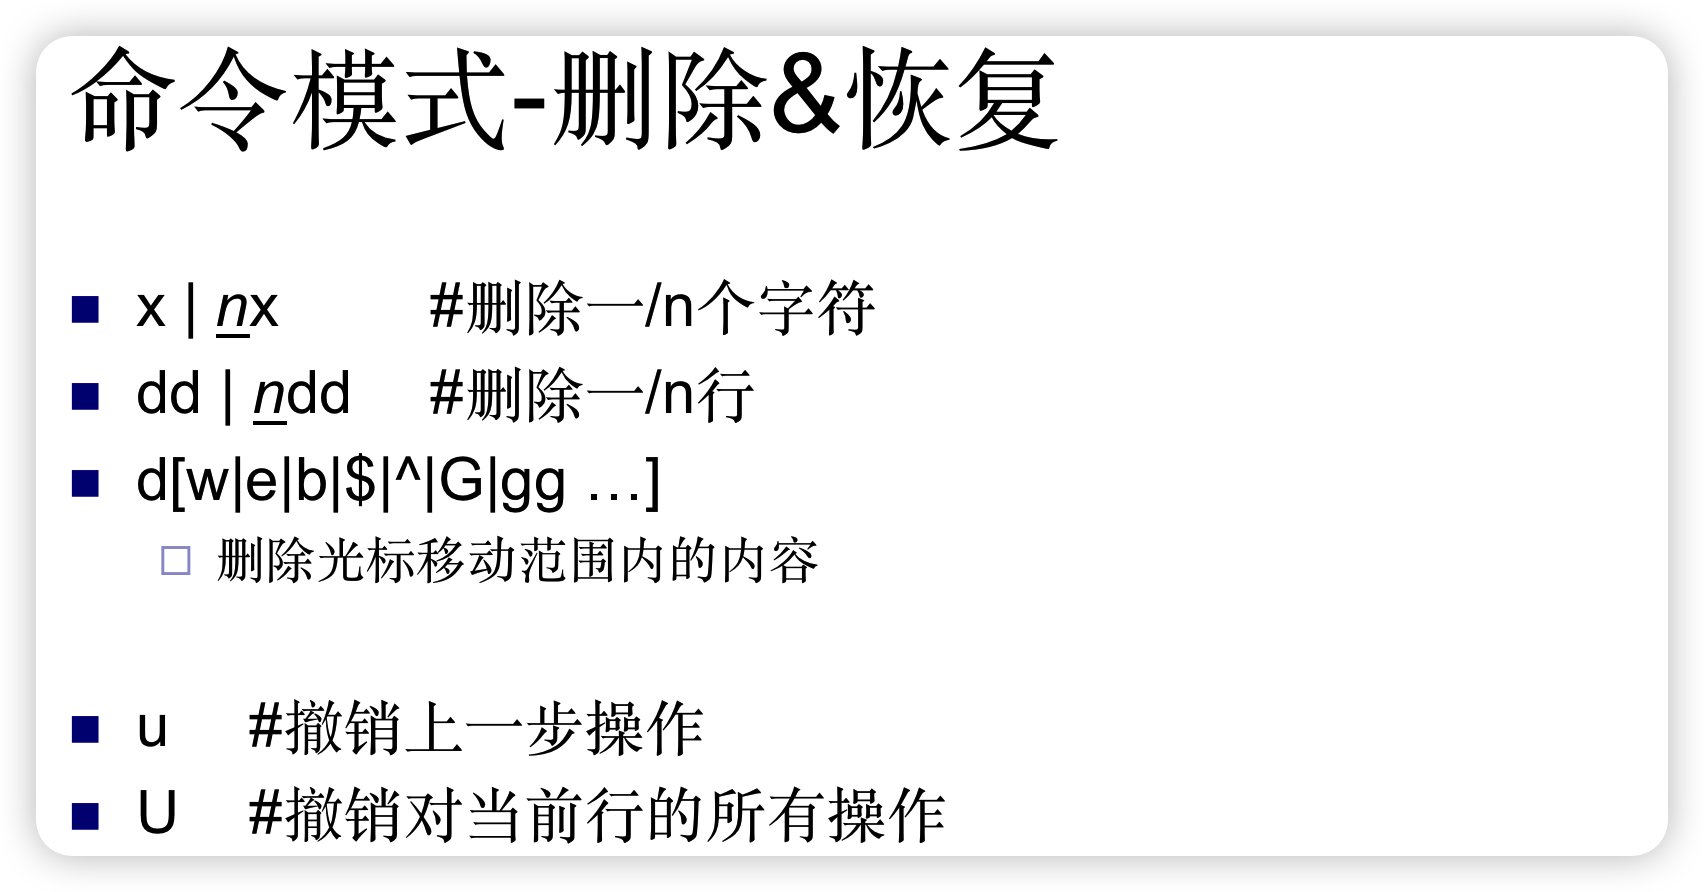 命令模式-删除&恢复
x | nx #删除一/n个字符
dd | ndd #删除一/n行
d[w|e|b|$|^|G|gg …]
删除光标移动范围内的内容
u #撤销上一步操作
U #撤销对当前行的所有操作